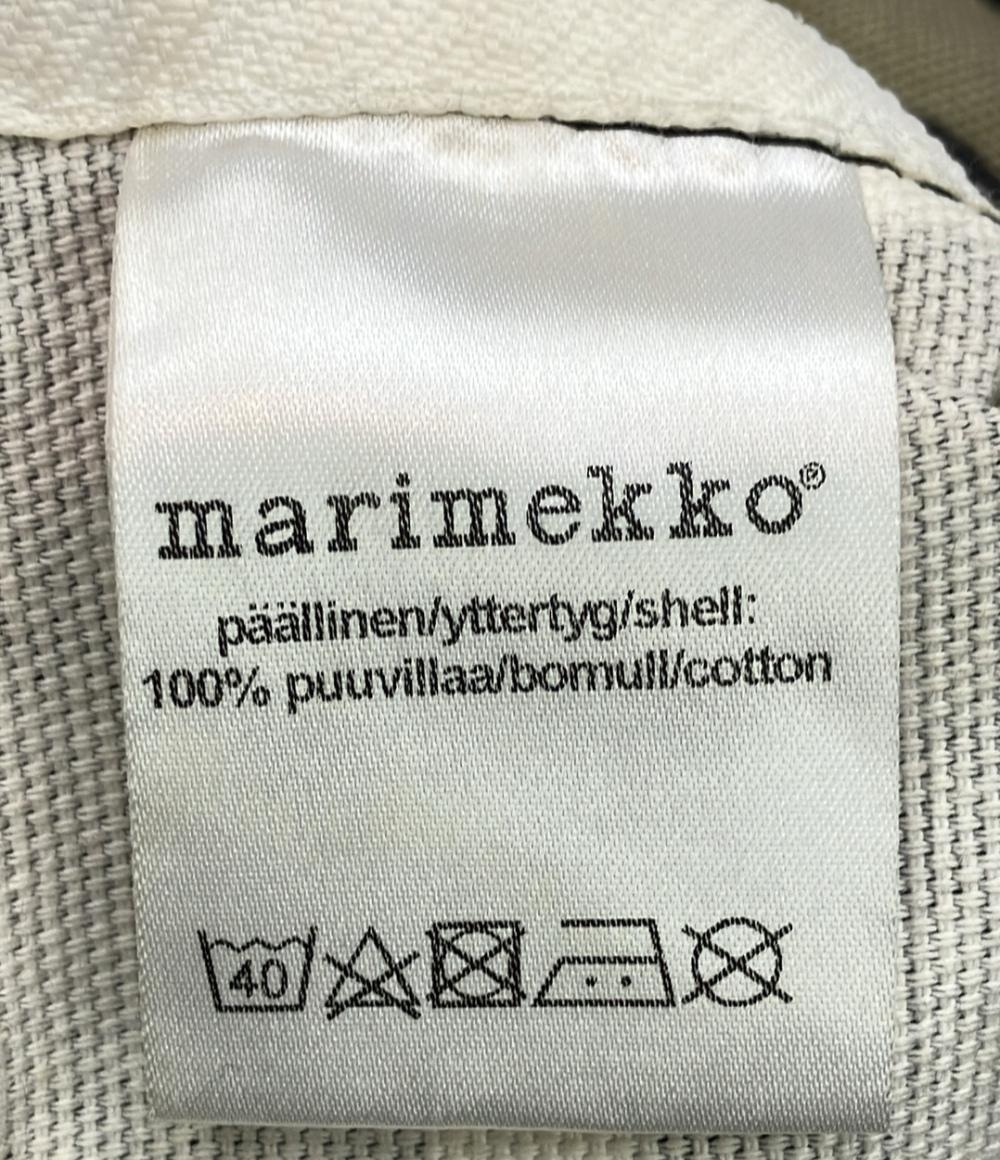 marimekko®
päällinen/yttertyg/shell:
100% puuvillaa/bomull/cotton
40